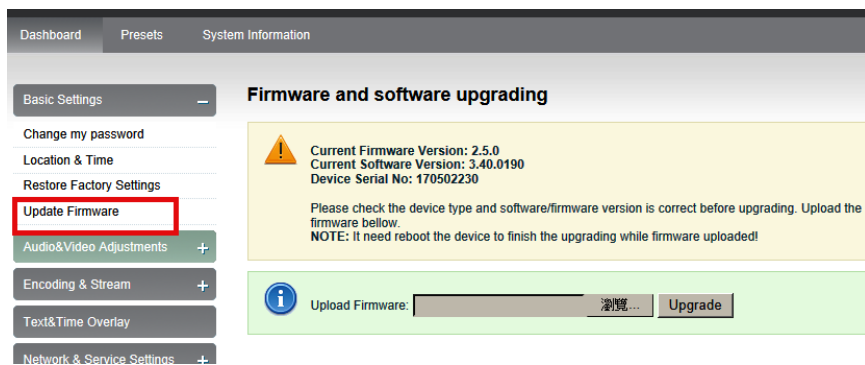 Dashboard Presets System Information
Basic Settings
Change my password
Location & Time
Restore Factory Settings
Update Firmware
Audio&Video Adjustments
Encoding & Stream
Text&Time Overlay
Network & Service Settings
Firmware and software upgrading
Current Firmware Version: 2.5.0
Current Software Version: 3.40.0190
Device Serial No: 170502230
Please check the device type and software/firmware version is correct before upgrading. Upload the
firmware bellow.
NOTE: It need reboot the device to finish the upgrading while firmware uploaded!
Upload Firmware: 瀏覽... Upgrade